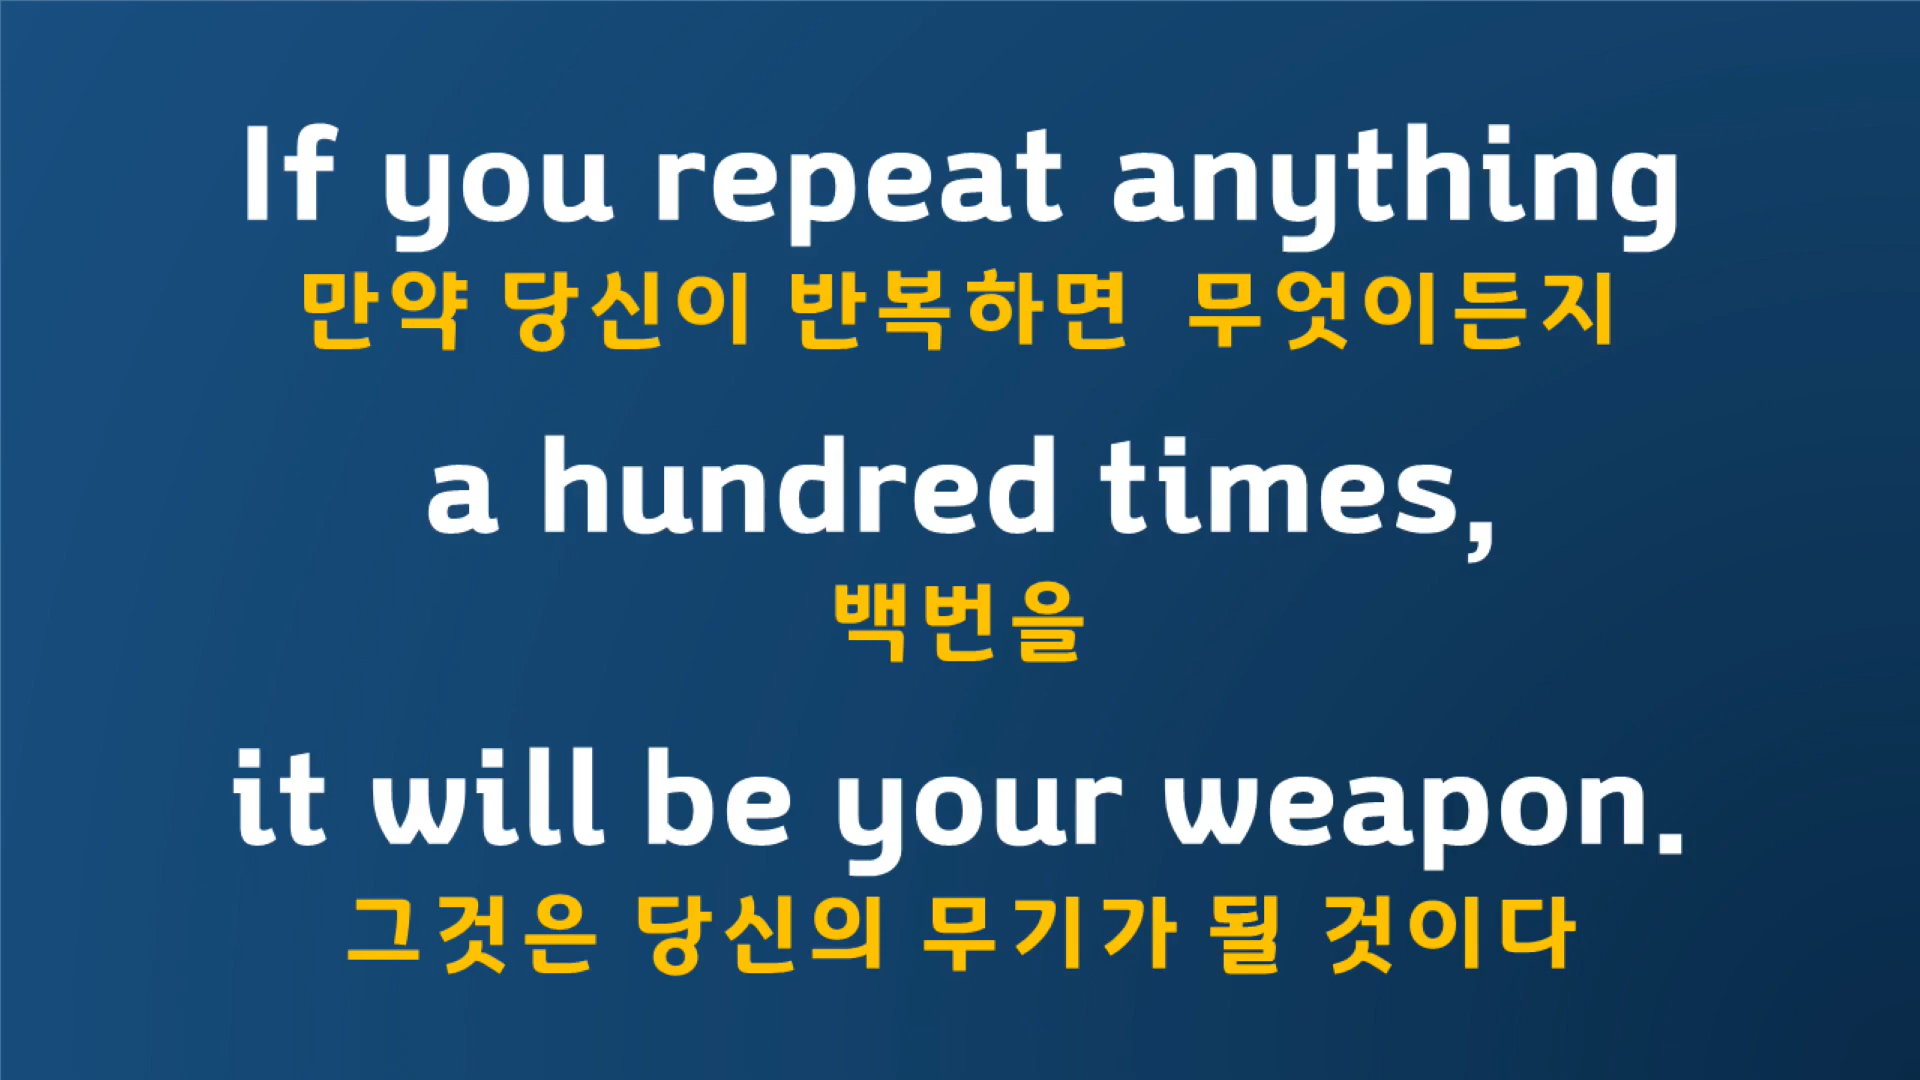 If you repeat anything
만약 당신이 반복하면 무엇이든지
a hundred times,
백번을
it will be your weapon.
그것은 당신의 무기가 될 것이다